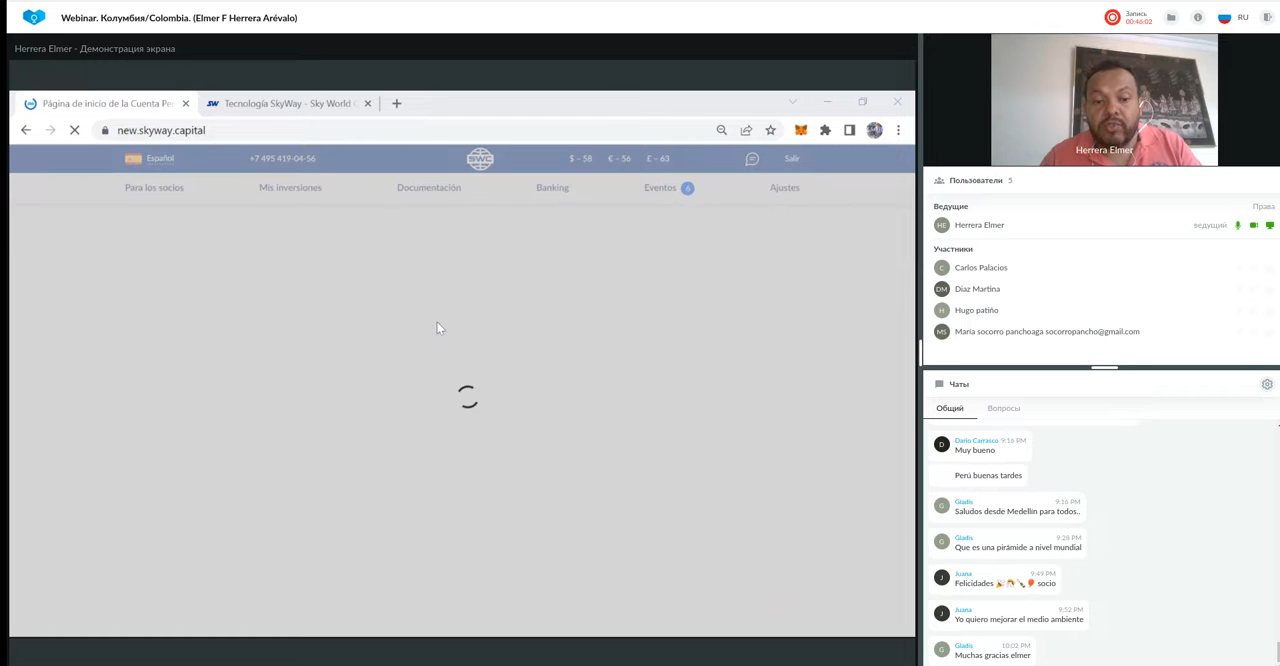 Webinar. Колумбия/Colombia. (Elmer F Herrera Arévalo)
Запись
00:46:02
RU
Herrera Elmer - Демонстрация экрана
Página de inicio de la Cuenta Pe
Tecnología SkyWay - Sky World C
new.skyway.capital
Español
+7 495 419-04-56
SWC
$ – 58
€ – 56
£ – 63
Salir
Para los socios
Mis inversiones
Documentación
Banking
Eventos 6
Ajustes
Herrera Elmer
Пользователи 5
Ведущие
Права
HE
Herrera Elmer
ведущий
Участники
C
Carlos Palacios
DM
Diaz Martina
H
Hugo patiño
MS
María socorro panchoaga socorropancho@gmail.com
Чаты
Общий
Вопросы
D
Dario Carrasco 9:16 PM
Muy bueno
Perú buenas tardes
G
Gladis 9:16 PM
Saludos desde Medellín para todos..
G
Gladis 9:28 PM
Que es una pirámide a nivel mundial
J
Juana 9:49 PM
Felicidades 🎉🎊🍾🎈 socio
J
Juana 9:52 PM
Yo quiero mejorar el medio ambiente
G
Gladis 10:02 PM
Muchas gracias elmer